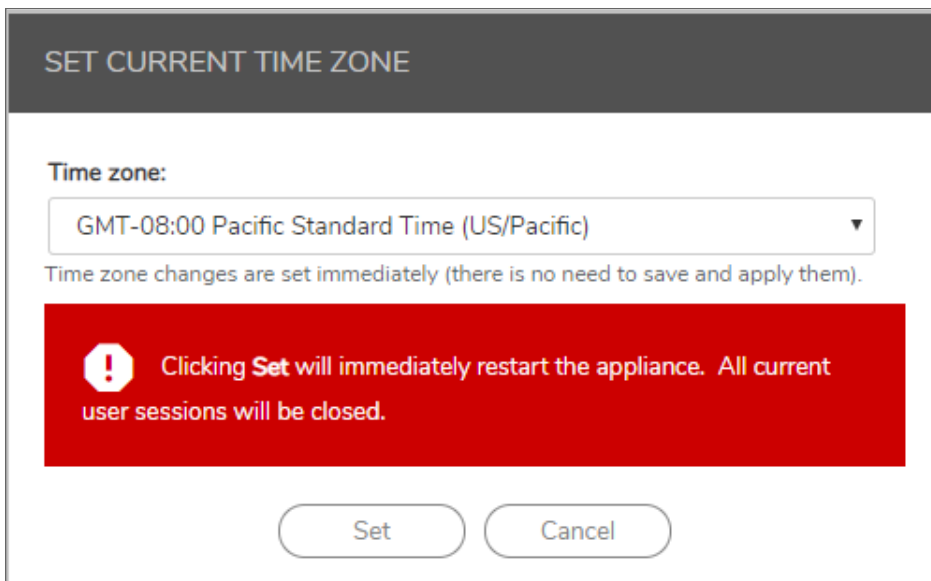 SET CURRENT TIME ZONE
Time zone:
GMT-08:00 Pacific Standard Time (US/Pacific)
Time zone changes are set immediately (there is no need to save and apply them).
Clicking Set will immediately restart the appliance.  All current
user sessions will be closed.
Set Cancel